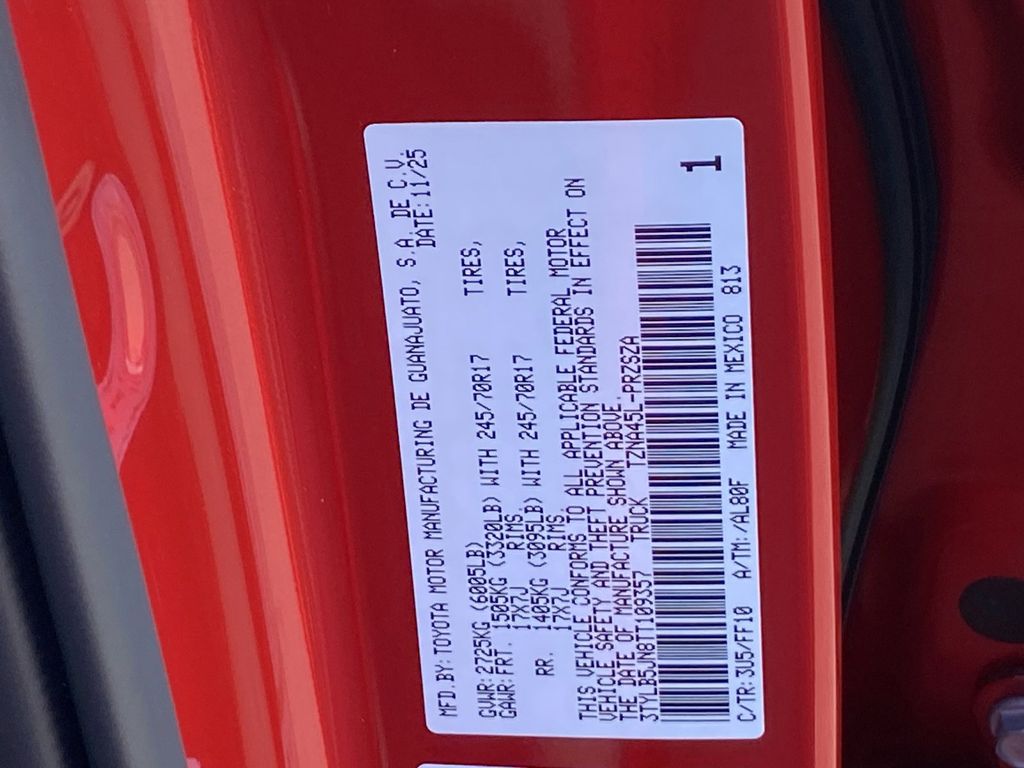 MFD.BY:TOYOTA MOTOR MANUFACTURING DE GUANAJUATO, S.A. DE C.V.
DATE:11/25
GVWR:2725KG (6005LB)
GAWR:FRT. 1505KG (3320LB) WITH 245/70R17 TIRES,
17X7J RIMS
RR. 1405KG (3095LB) WITH 245/70R17 TIRES,
17X7J RIMS
THIS VEHICLE CONFORMS TO ALL APPLICABLE FEDERAL MOTOR
VEHICLE SAFETY AND THEFT PREVENTION STANDARDS IN EFFECT ON
THE DATE OF MANUFACTURE SHOWN ABOVE.
3TYLB5JN8TT109357 TRUCK TZNA45L-PRZSZA
1
C/TR:3U5/FF10 A/TM:/AL80F MADE IN MEXICO 813